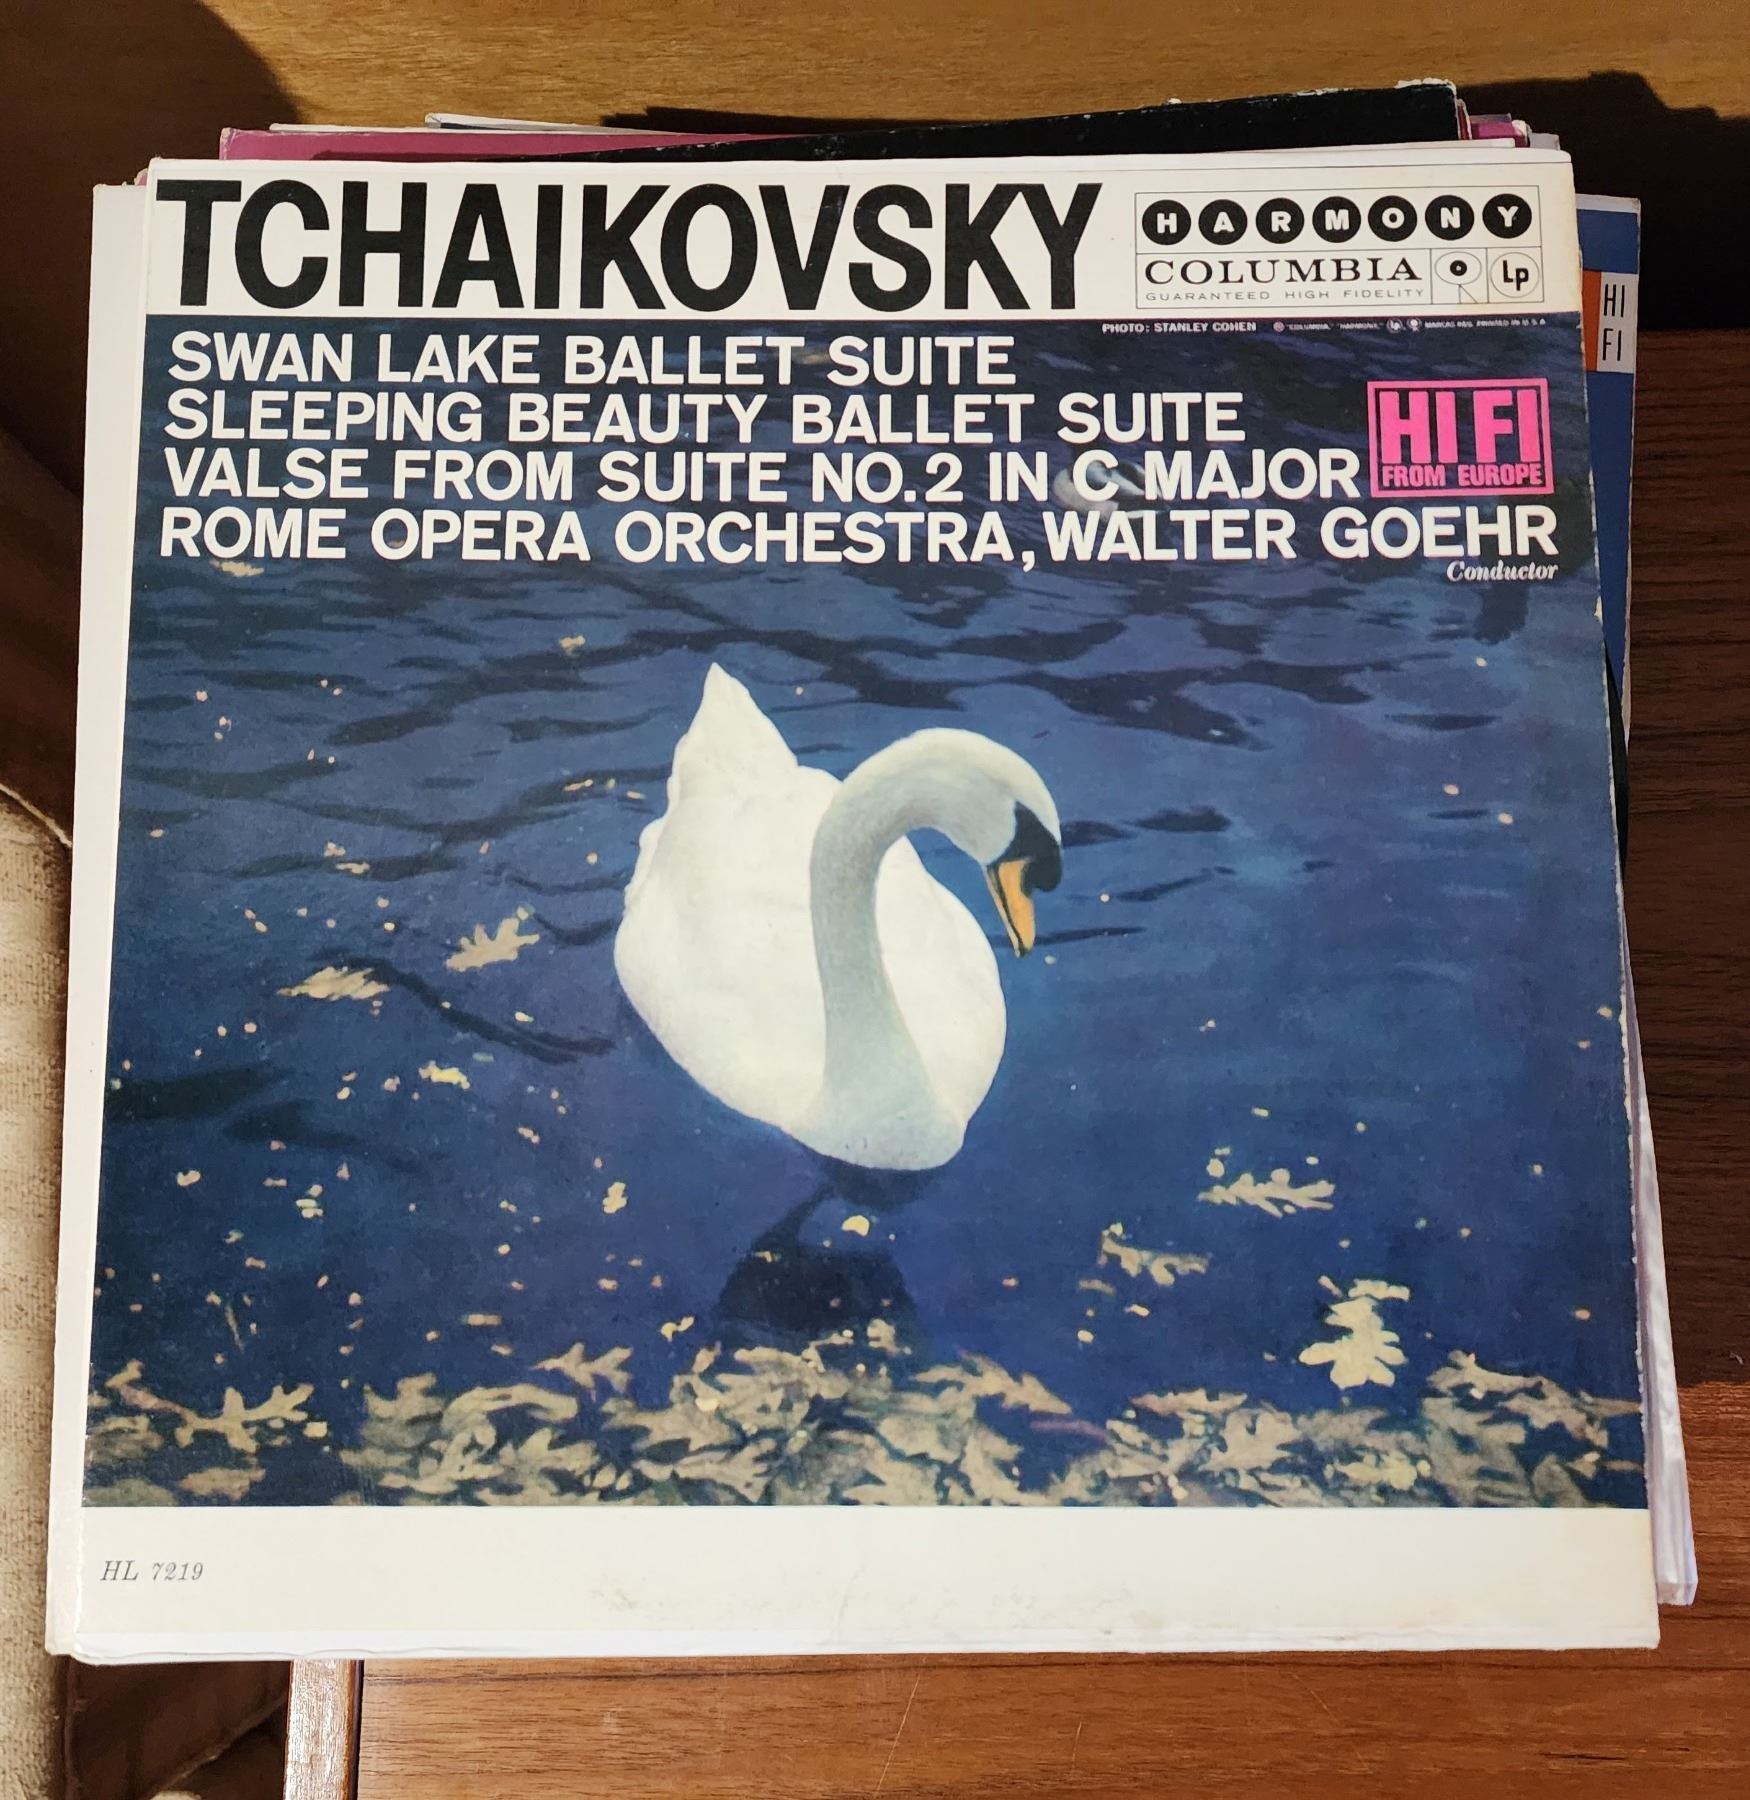 TCHAIKOVSKY
HARMONY
COLUMBIA
Lp
GUARANTEED HIGH FIDELITY
PHOTO: STANLEY COHEN
SWAN LAKE BALLET SUITE
SLEEPING BEAUTY BALLET SUITE
VALSE FROM SUITE NO.2 IN C MAJOR
HI FI
FROM EUROPE
ROME OPERA ORCHESTRA, WALTER GOEHR
Conductor
HL 7219
HI
FI